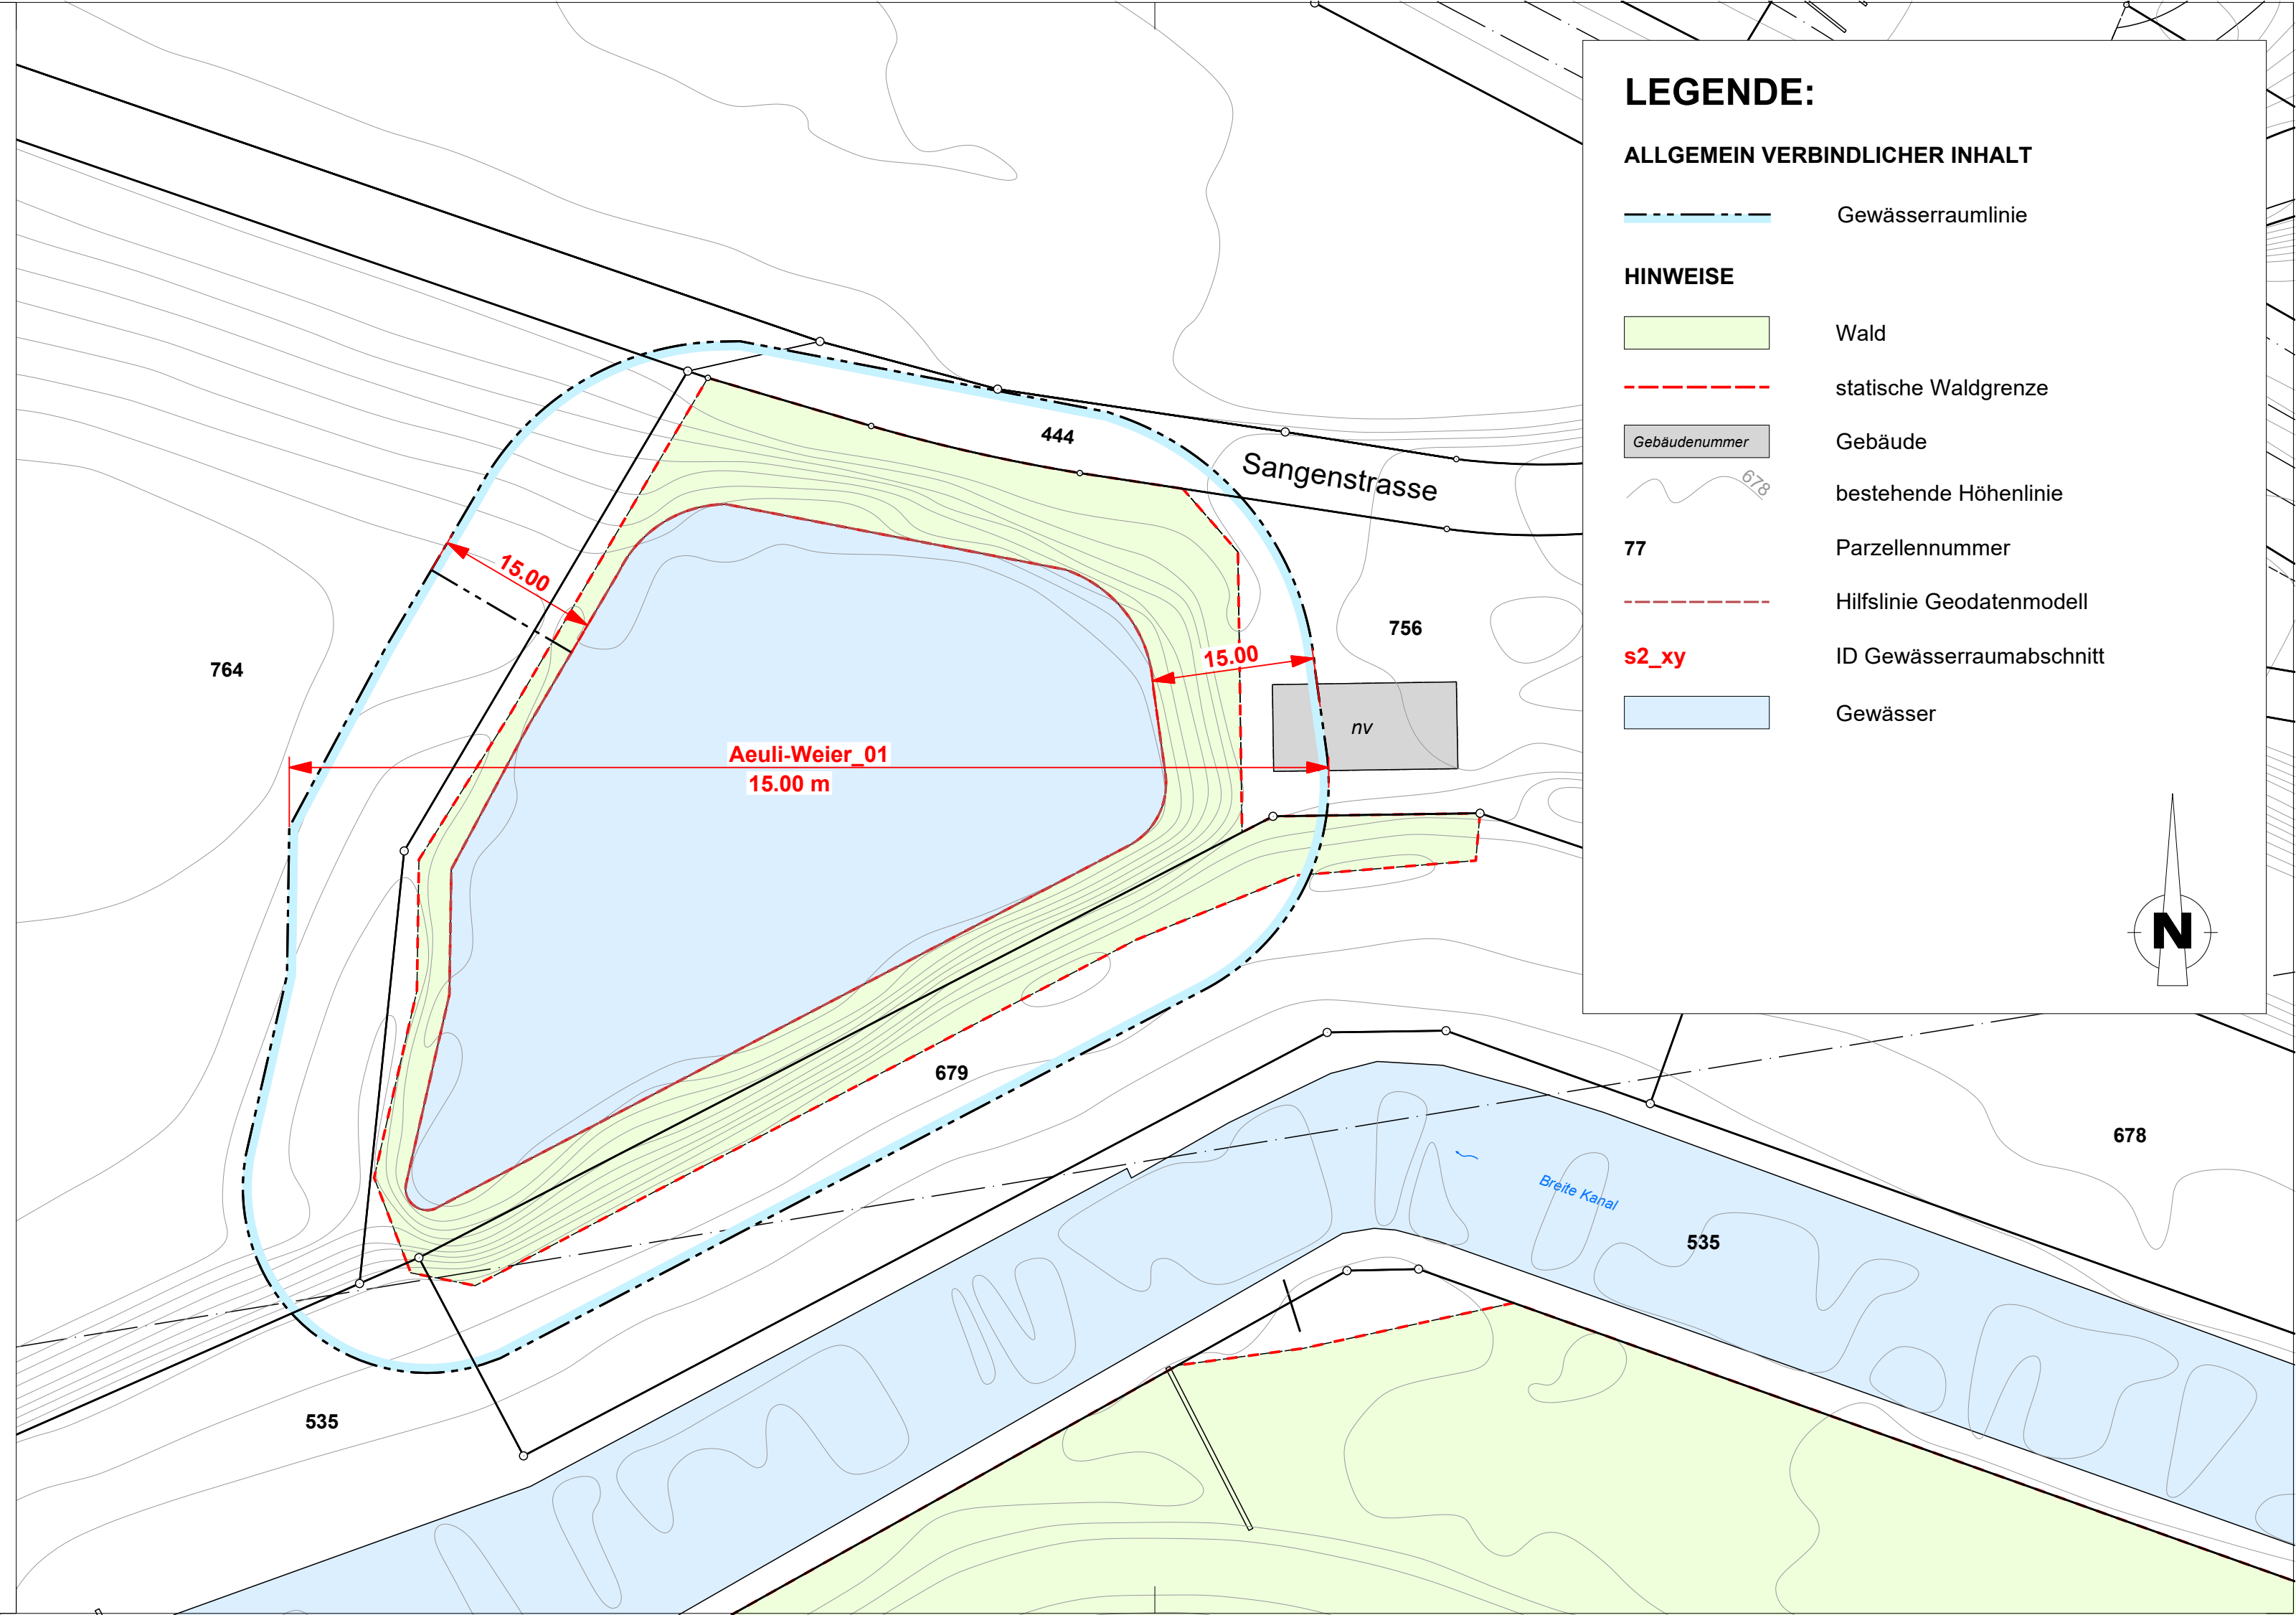 LEGENDE:
ALLGEMEIN VERBINDLICHER INHALT
Gewässerraumlinie
HINWEISE
Wald
statische Waldgrenze
Gebäudenummer
Gebäude
678
bestehende Höhenlinie
77
Parzellennummer
Hilfslinie Geodatenmodell
s2_xy
ID Gewässerraumabschnitt
Gewässer
N
444
Sangenstrasse
15.00
756
15.00
764
nv
Aeuli-Weier_01
15.00 m
679
678
Breite Kanal
535
535